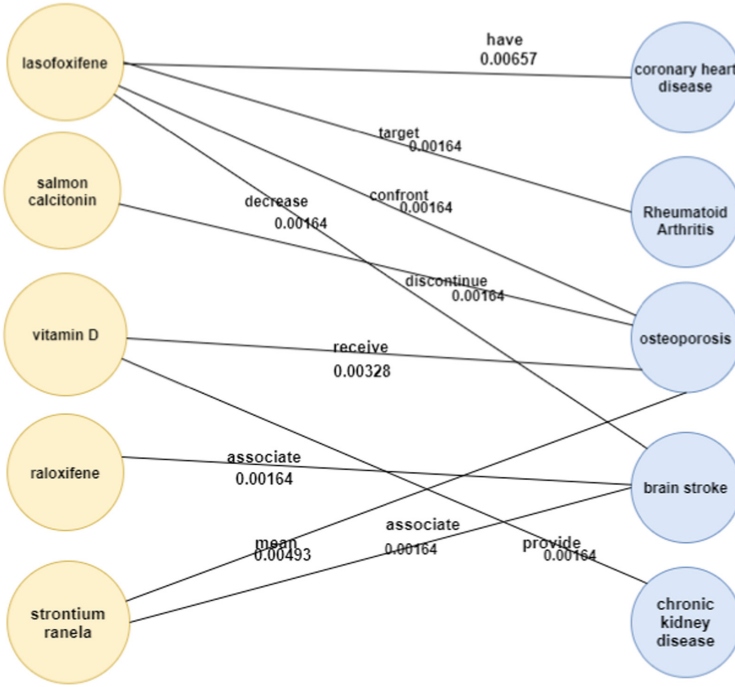 have
0.00657
lasofoxifene
coronary heart
disease
target
0.00164
salmon
calcitonin
decrease
0.00164
confront
0.00164
Rheumatoid
Arthritis
discontinue
0.00164
vitamin D
receive
0.00328
osteoporosis
raloxifene
associate
0.00164
brain stroke
associate
0.00164
mean
0.00493
provide
0.00164
strontium
ranela
chronic
kidney
disease